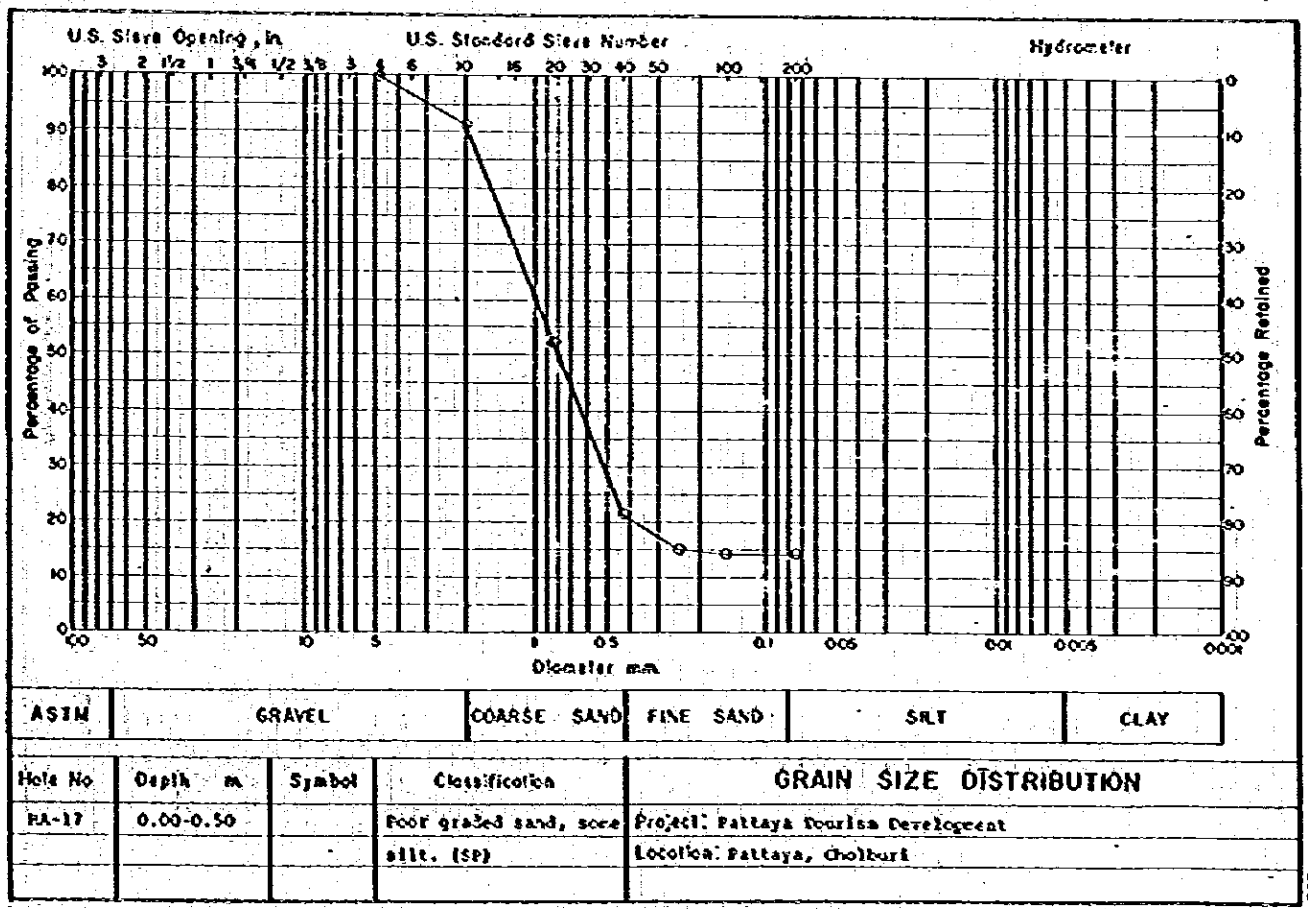 U.S. Sieve Opening, in. U.S. Standard Sieve Number Hydrometer
3 2 1½ 1 3/4 1/2 3/8 3 4 6 10 16 20 30 40 50 100 200
100 0
90 10
80 20
70 30
60 40
50 50
40 60
30 70
20 80
10 90
0 100
Percentage of Passing
Percentage Retained
100 50 10 5 1 0.5 0.1 0.05 0.01 0.005 0.001
Diameter mm.
ASTM GRAVEL COARSE SAND FINE SAND SILT CLAY
Hole No Depth m. Symbol Classification GRAIN SIZE DISTRIBUTION
HA-17 0.00-0.50 Poor graded sand, some Project: Pattaya Tourism Development
silt. (SP) Location: Pattaya, Cholburi